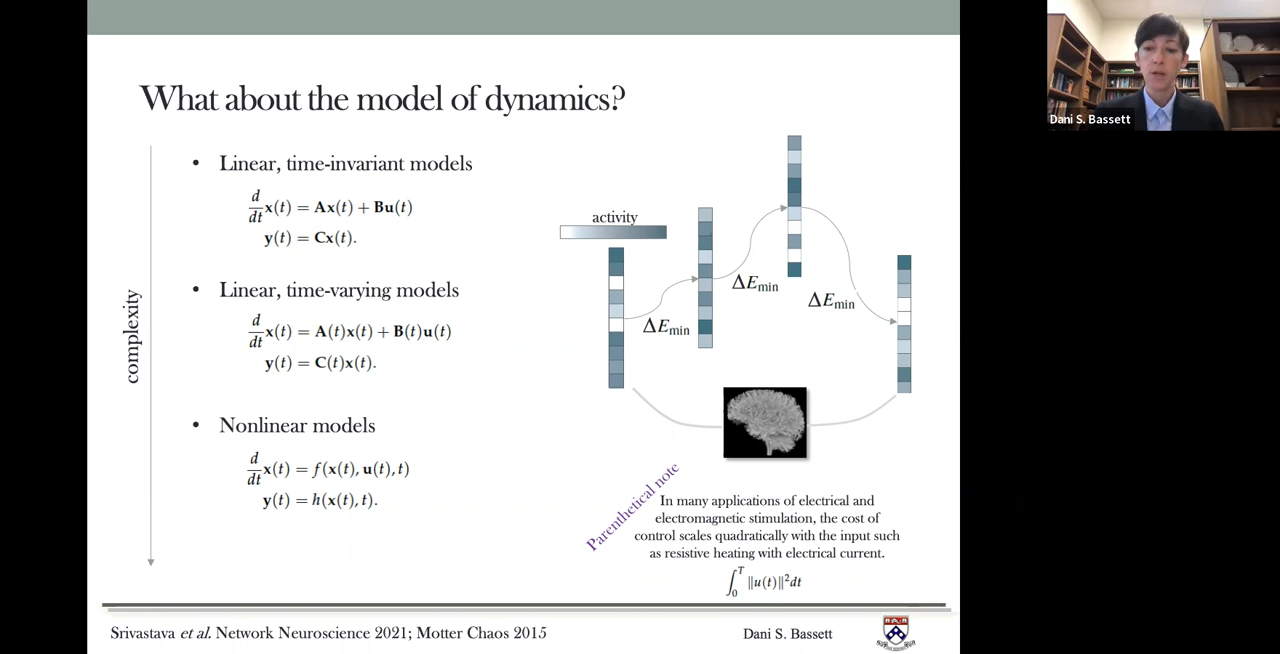 What about the model of dynamics?
complexity
• Linear, time-invariant models
d/dt x(t) = Ax(t) + Bu(t)
y(t) = Cx(t).
• Linear, time-varying models
d/dt x(t) = A(t)x(t) + B(t)u(t)
y(t) = C(t)x(t).
• Nonlinear models
d/dt x(t) = f(x(t), u(t), t)
y(t) = h(x(t), t).
activity
ΔEmin
ΔEmin
ΔEmin
Parenthetical note
In many applications of electrical and
electromagnetic stimulation, the cost of
control scales quadratically with the input such
as resistive heating with electrical current.
∫₀ᵀ ‖u(t)‖² dt
Srivastava et al. Network Neuroscience 2021; Motter Chaos 2015
Dani S. Bassett
Dani S. Bassett